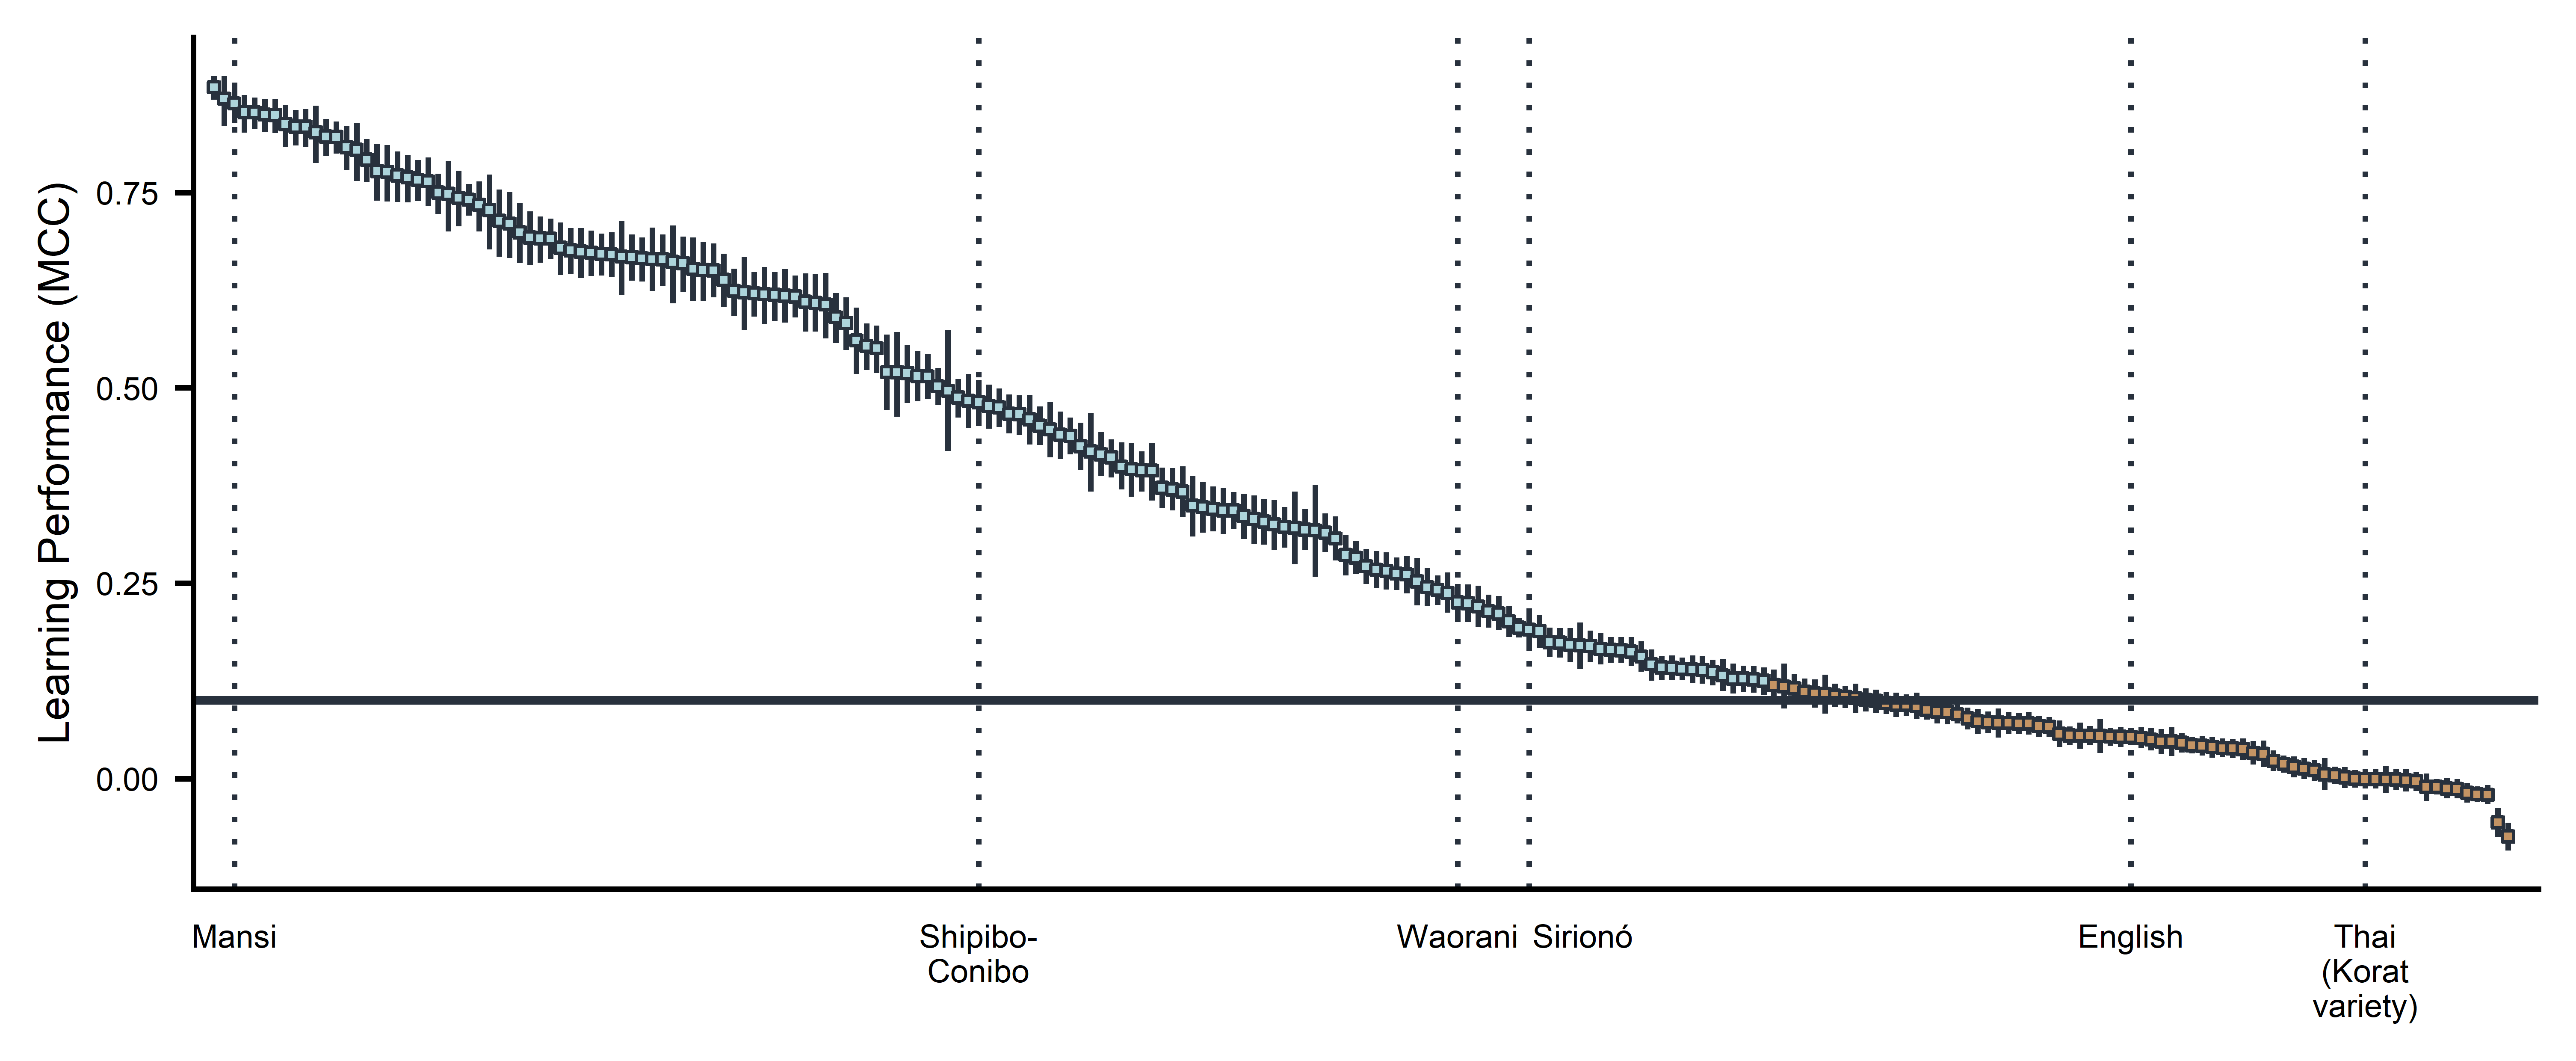 Learning Performance (MCC)
0.75
0.50
0.25
0.00
Mansi
Shipibo-
Conibo
Waorani
Sirionó
English
Thai
(Korat
variety)